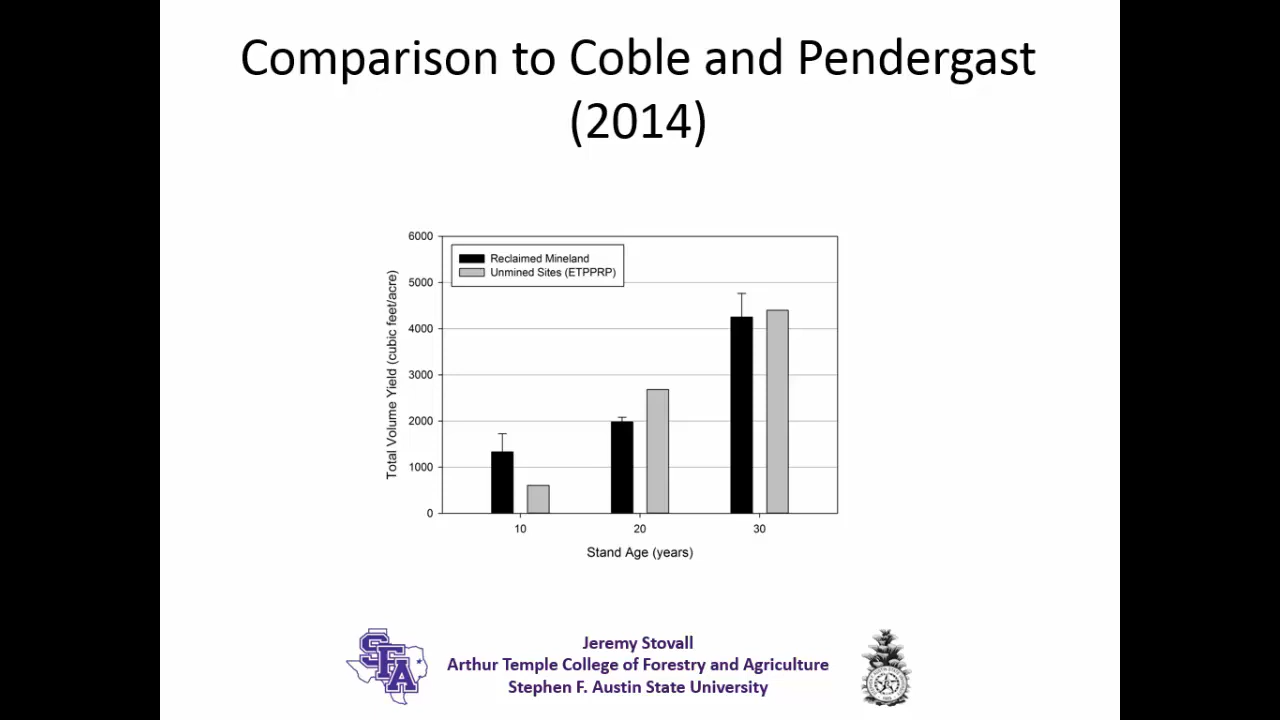 Comparison to Coble and Pendergast
(2014)
6000
5000
4000
3000
2000
1000
0
Total Volume Yield (cubic feet/acre)
Reclaimed Mineland
Unmined Sites (ETPPRP)
10
20
30
Stand Age (years)
SFA
Jeremy Stovall
Arthur Temple College of Forestry and Agriculture
Stephen F. Austin State University